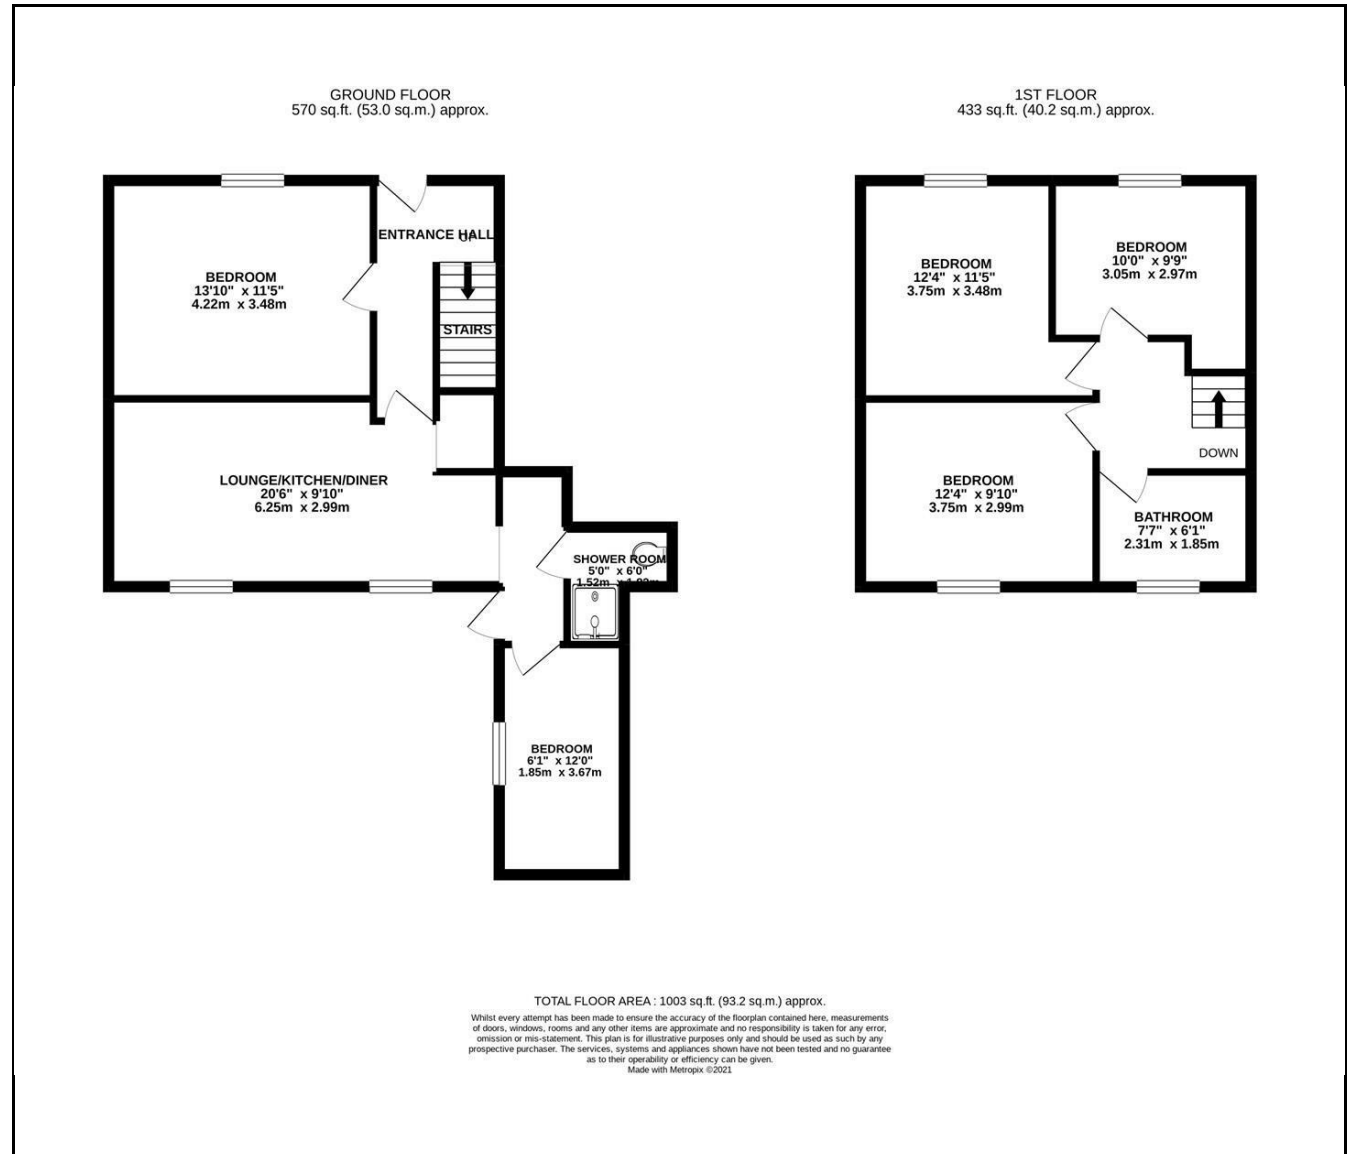 GROUND FLOOR
570 sq.ft. (53.0 sq.m.) approx.
1ST FLOOR
433 sq.ft. (40.2 sq.m.) approx.
BEDROOM
13'10" x 11'5"
4.22m x 3.48m
ENTRANCE HALL
UP
STAIRS
LOUNGE/KITCHEN/DINER
20'6" x 9'10"
6.25m x 2.99m
SHOWER ROOM
5'0" x 6'0"
1.52m x 1.83m
BEDROOM
6'1" x 12'0"
1.85m x 3.67m
BEDROOM
12'4" x 11'5"
3.75m x 3.48m
BEDROOM
10'0" x 9'9"
3.05m x 2.97m
DOWN
BEDROOM
12'4" x 9'10"
3.75m x 2.99m
BATHROOM
7'7" x 6'1"
2.31m x 1.85m
TOTAL FLOOR AREA : 1003 sq.ft. (93.2 sq.m.) approx.
Whilst every attempt has been made to ensure the accuracy of the floorplan contained here, measurements
of doors, windows, rooms and any other items are approximate and no responsibility is taken for any error,
omission or mis-statement. This plan is for illustrative purposes only and should be used as such by any
prospective purchaser. The services, systems and appliances shown have not been tested and no guarantee
as to their operability or efficiency can be given.
Made with Metropix ©2021